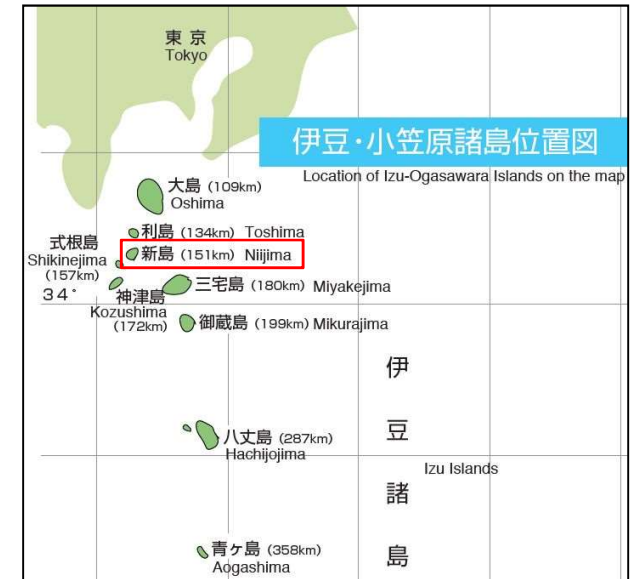 東京
Tokyo
伊豆・小笠原諸島位置図
Location of Izu-Ogasawara Islands on the map
大島 (109km)
Oshima
利島 (134km) Toshima
新島 (151km) Niijima
式根島
Shikinejima
(157km)
34°
神津島
Kozushima
(172km)
三宅島 (180km) Miyakejima
御蔵島 (199km) Mikurajima
八丈島 (287km)
Hachijojima
青ヶ島 (358km)
Aogashima
伊
豆
諸
島
Izu Islands